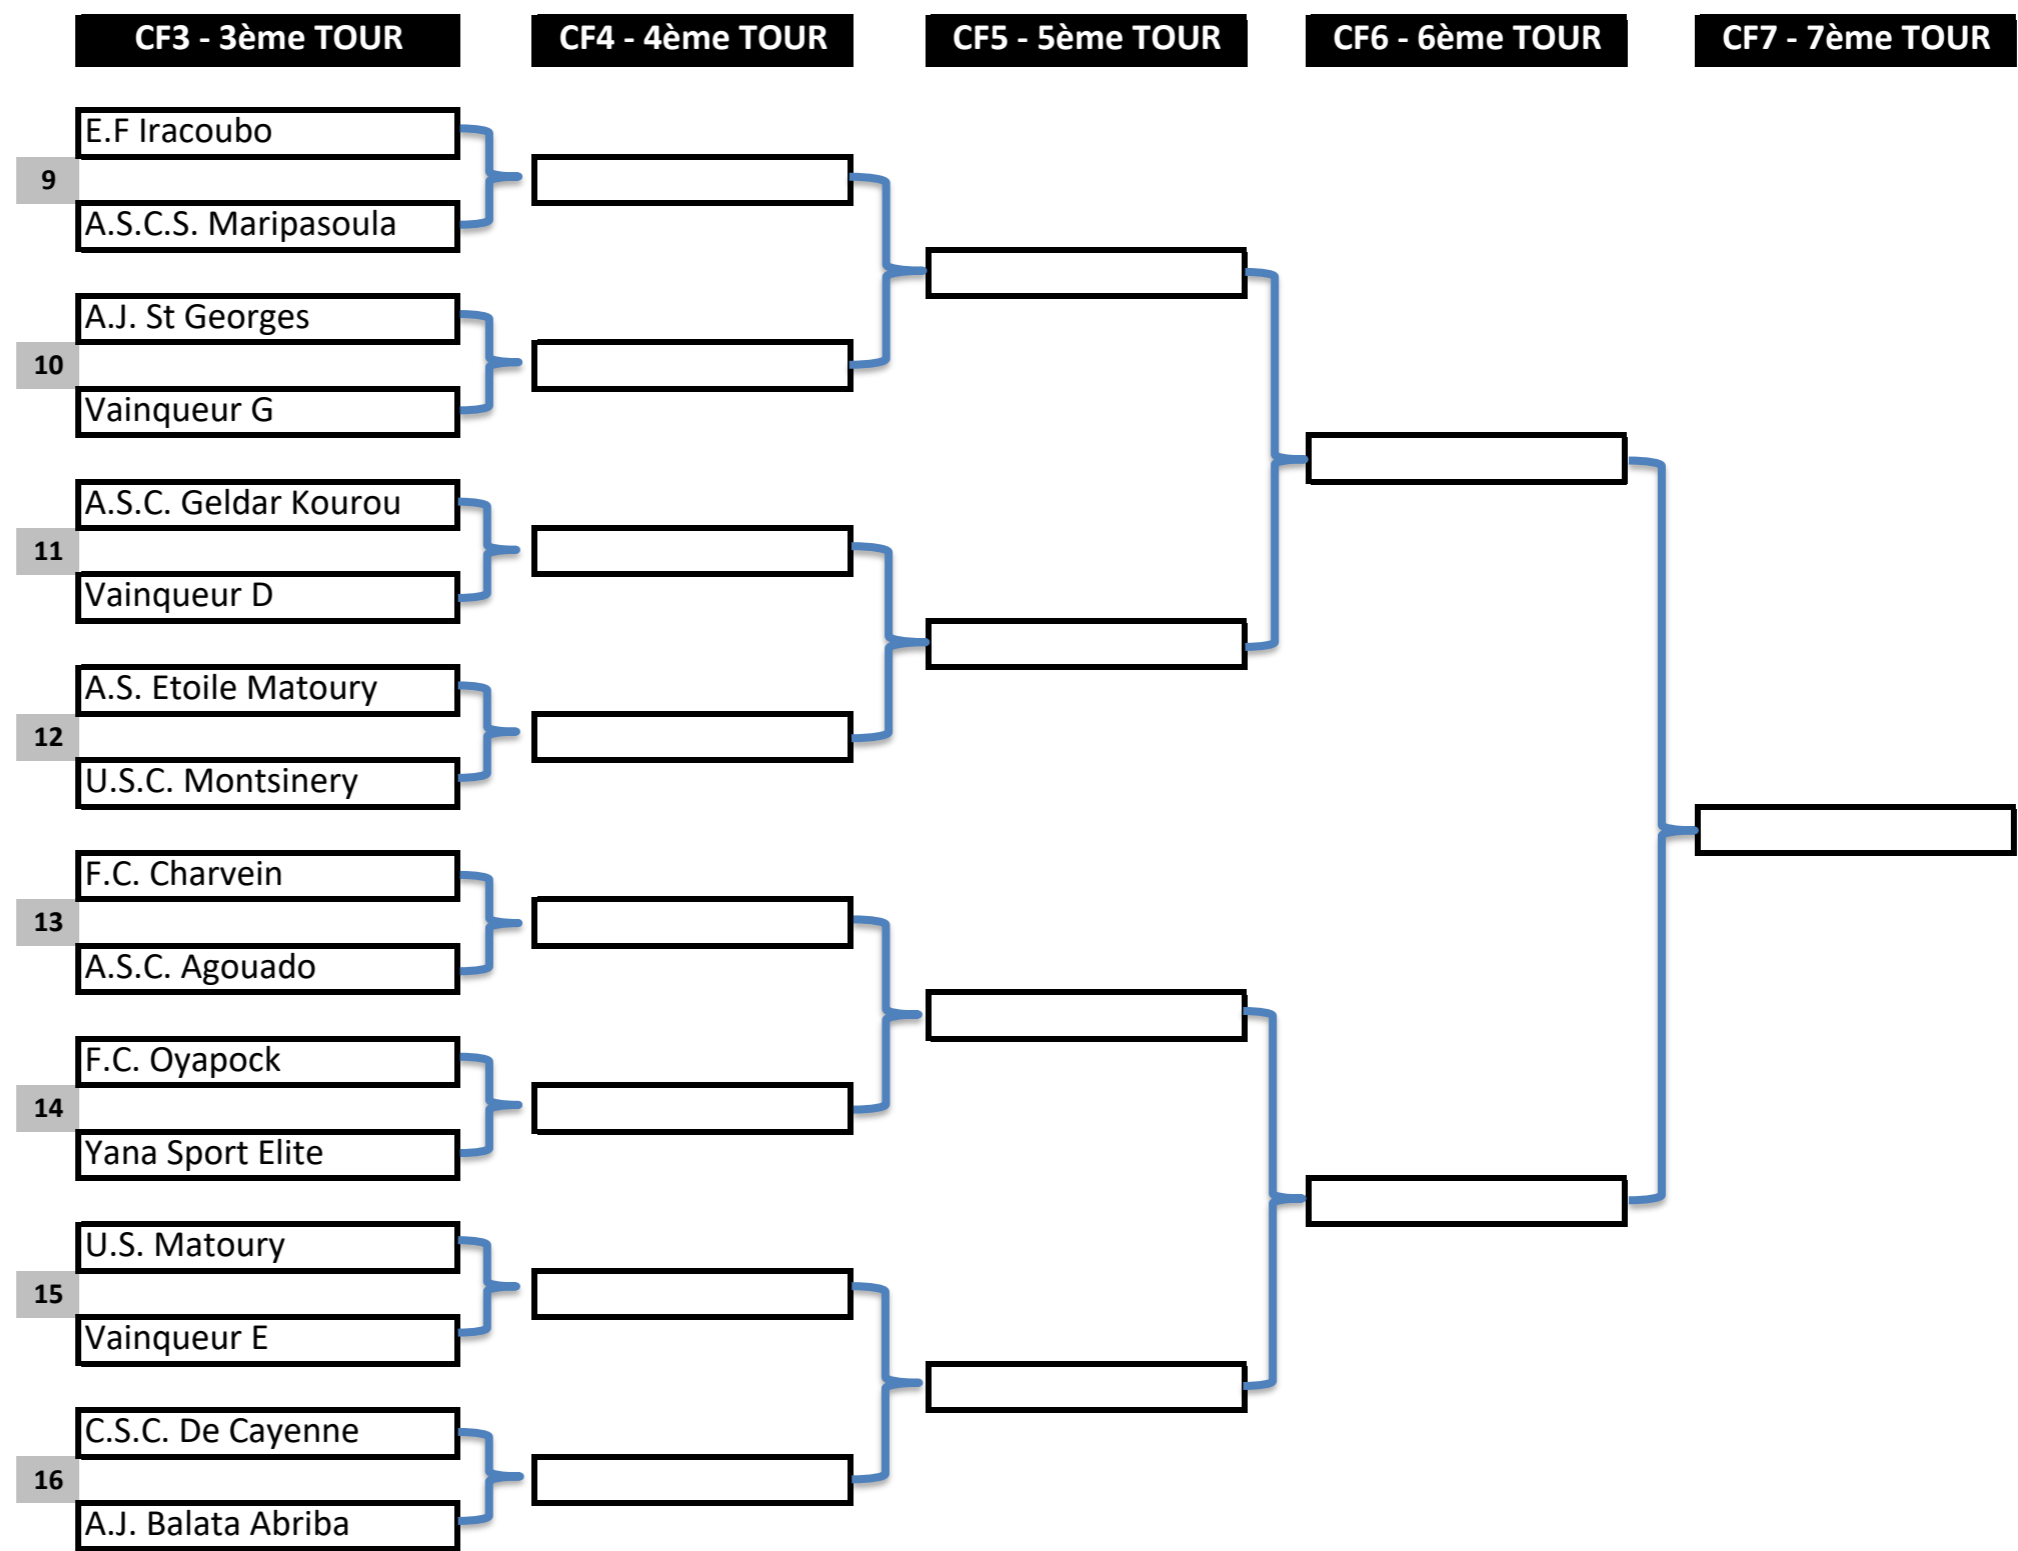 CF3 - 3ème TOUR
CF4 - 4ème TOUR
CF5 - 5ème TOUR
CF6 - 6ème TOUR
CF7 - 7ème TOUR
E.F Iracoubo
9
A.S.C.S. Maripasoula
A.J. St Georges
10
Vainqueur G
A.S.C. Geldar Kourou
11
Vainqueur D
A.S. Etoile Matoury
12
U.S.C. Montsinery
F.C. Charvein
13
A.S.C. Agouado
F.C. Oyapock
14
Yana Sport Elite
U.S. Matoury
15
Vainqueur E
C.S.C. De Cayenne
16
A.J. Balata Abriba